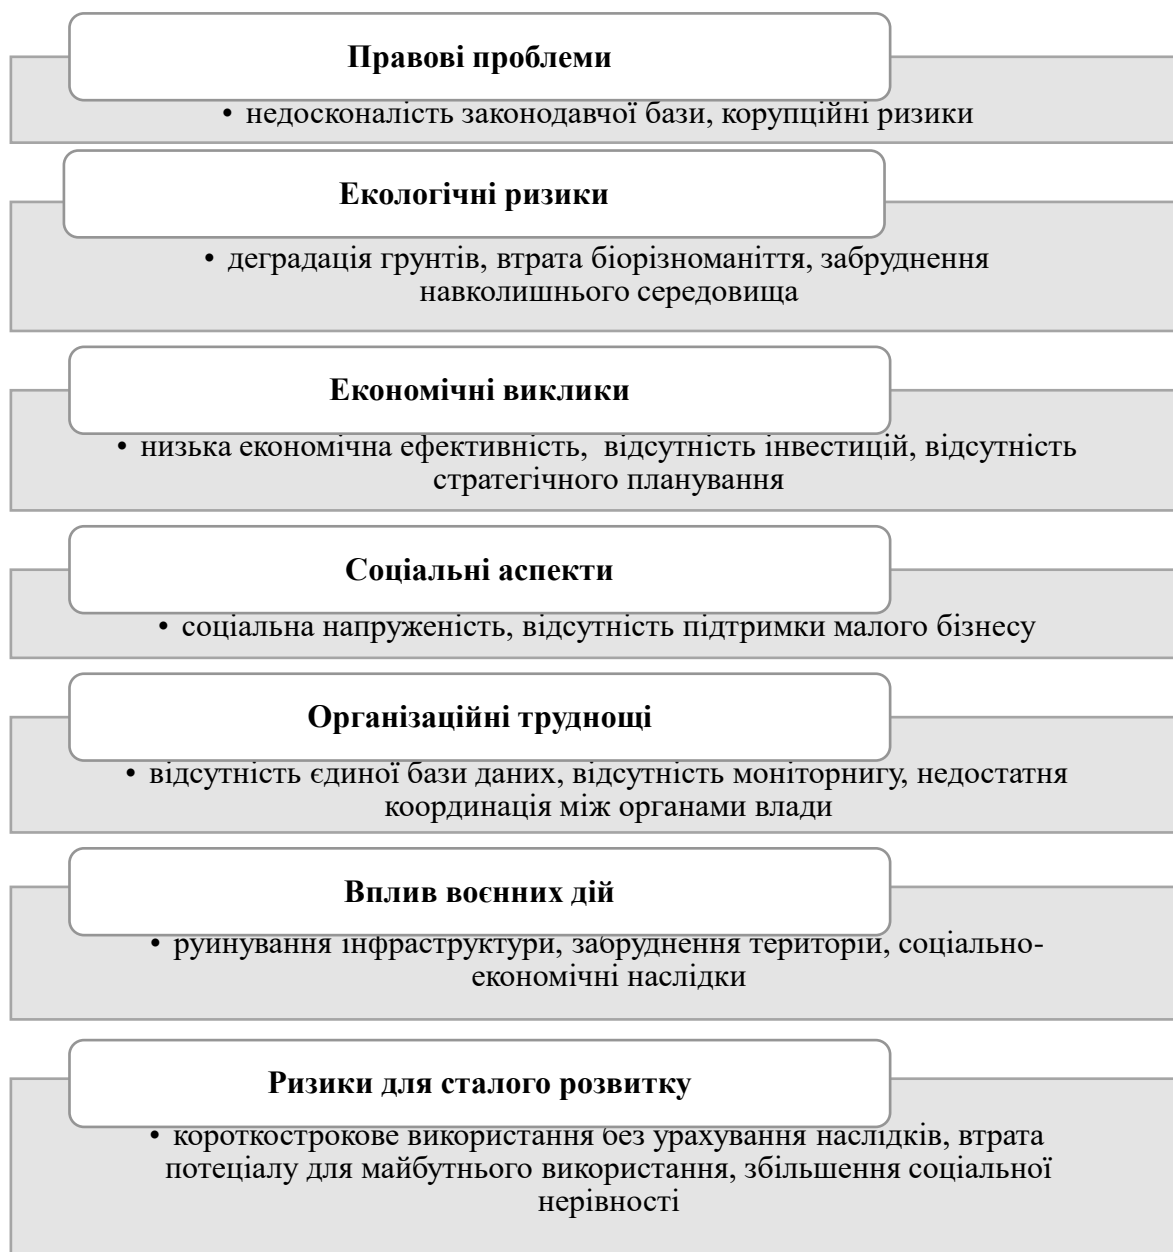 Правові проблеми
• недосконалість законодавчої бази, корупційні ризики
Екологічні ризики
• деградація грунтів, втрата біорізноманіття, забруднення
навколишнього середовища
Економічні виклики
• низька економічна ефективність, відсутність інвестицій, відсутність
стратегічного планування
Соціальні аспекти
• соціальна напруженість, відсутність підтримки малого бізнесу
Організаційні труднощі
• відсутність єдиної бази даних, відсутність моніторнигу, недостатня
координація між органами влади
Вплив воєнних дій
• руйнування інфраструктури, забруднення територій, соціально-
економічні наслідки
Ризики для сталого розвитку
• короткострокове використання без урахування наслідків, втрата
потеціалу для майбутнього використання, збільшення соціальної
нерівності